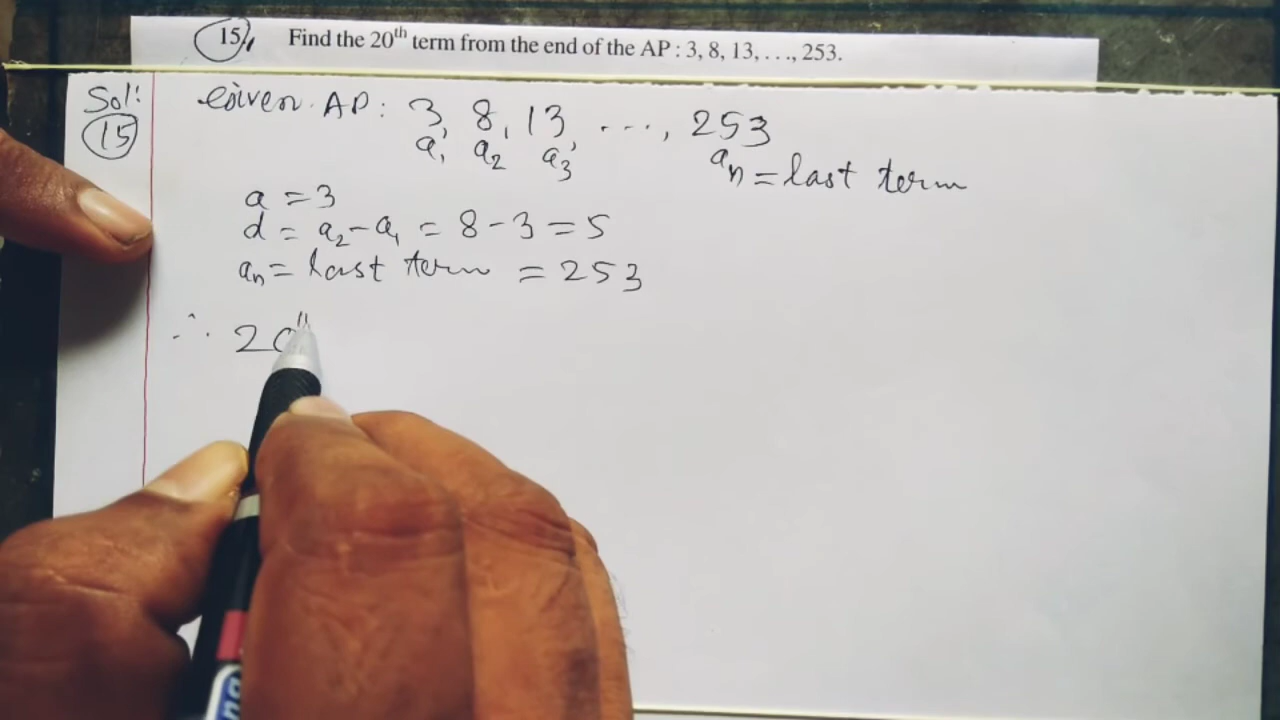 15, Find the 20th term from the end of the AP : 3, 8, 13, . . ., 253.
Sol: Given AP: 3, 8, 13, ..., 253
15 a1 a2 a3 an = last term
a = 3
d = a2 - a1 = 8 - 3 = 5
an = last term = 253
∴ 20